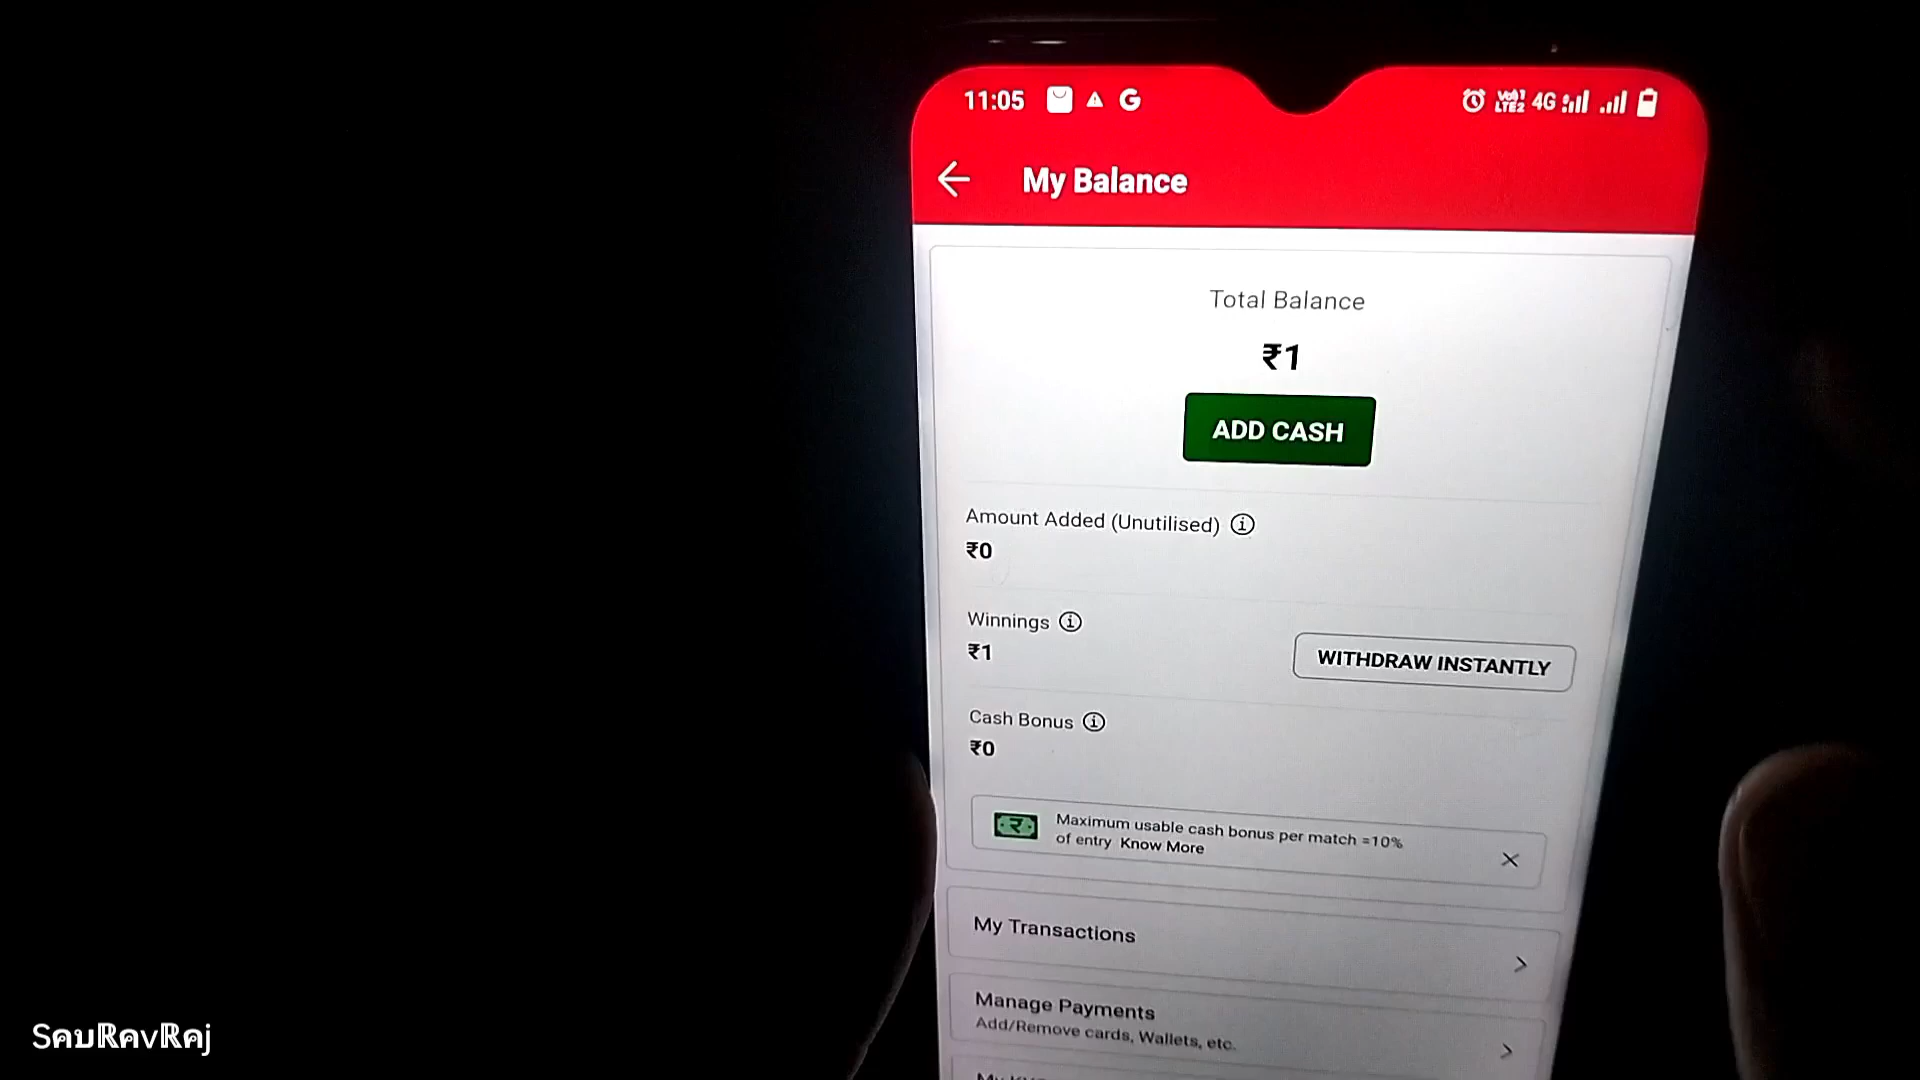 11:05
4G
My Balance
Total Balance
₹1
ADD CASH
Amount Added (Unutilised)
₹0
Winnings
₹1
WITHDRAW INSTANTLY
Cash Bonus
₹0
Maximum usable cash bonus per match =10%
of entry Know More
My Transactions
Manage Payments
Add/Remove cards, Wallets, etc.
SauRavRaj